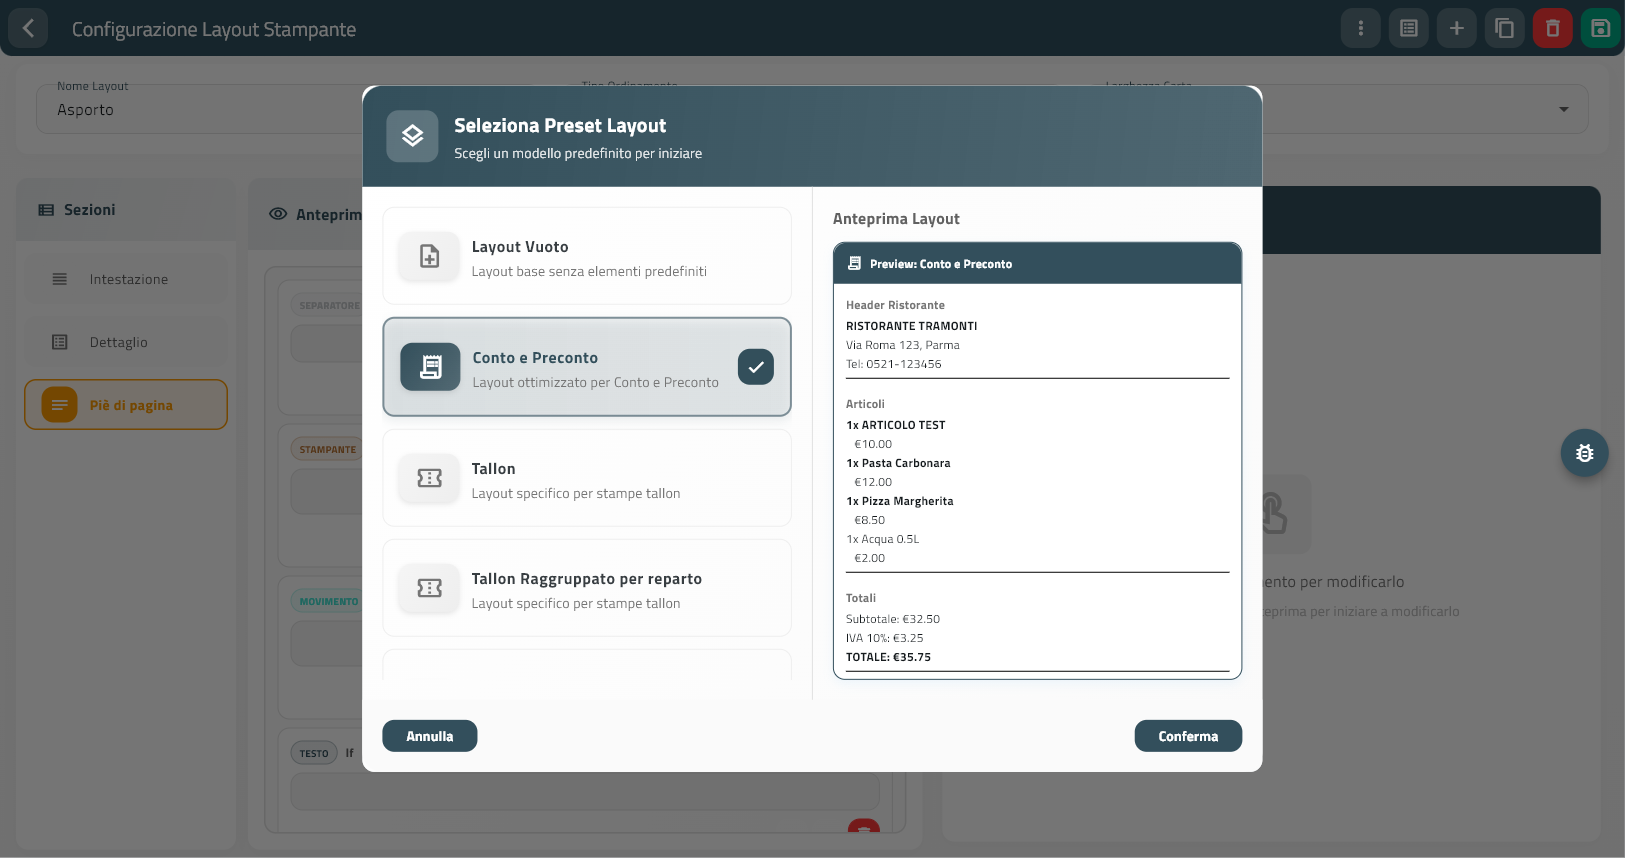 Configurazione Layout Stampante
Nome Layout
Asporto
Sezioni
Intestazione
Dettaglio
Piè di pagina
SEPARATORE
STAMPANTE
MOVIMENTO
TESTO If
Seleziona Preset Layout
Scegli un modello predefinito per iniziare
Layout Vuoto
Layout base senza elementi predefiniti
Conto e Preconto
Layout ottimizzato per Conto e Preconto
Tallon
Layout specifico per stampe tallon
Tallon Raggruppato per reparto
Layout specifico per stampe tallon
Anteprima Layout
Preview: Conto e Preconto
Header Ristorante
RISTORANTE TRAMONTI
Via Roma 123, Parma
Tel: 0521-123456
Articoli
1x ARTICOLO TEST
€10.00
1x Pasta Carbonara
€12.00
1x Pizza Margherita
€8.50
1x Acqua 0.5L
€2.00
Totali
Subtotale: €32.50
IVA 10%: €3.25
TOTALE: €35.75
Annulla
Conferma
per modificarlo
per iniziare a modificarlo